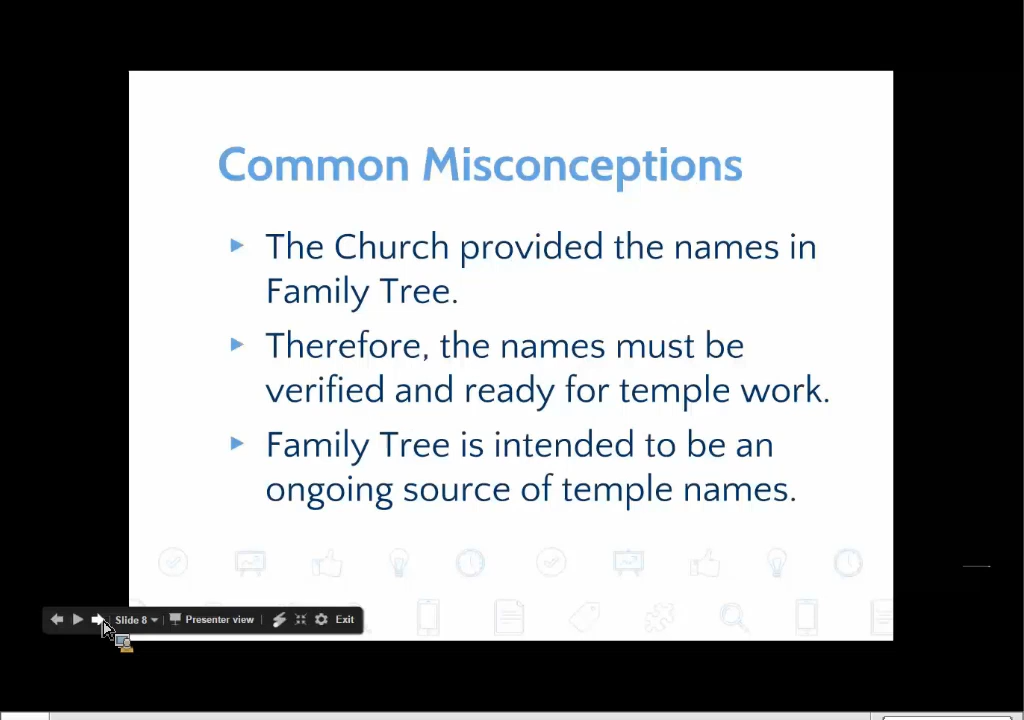 Common Misconceptions
The Church provided the names in
Family Tree.
Therefore, the names must be
verified and ready for temple work.
Family Tree is intended to be an
ongoing source of temple names.
Slide 8 Presenter view Exit